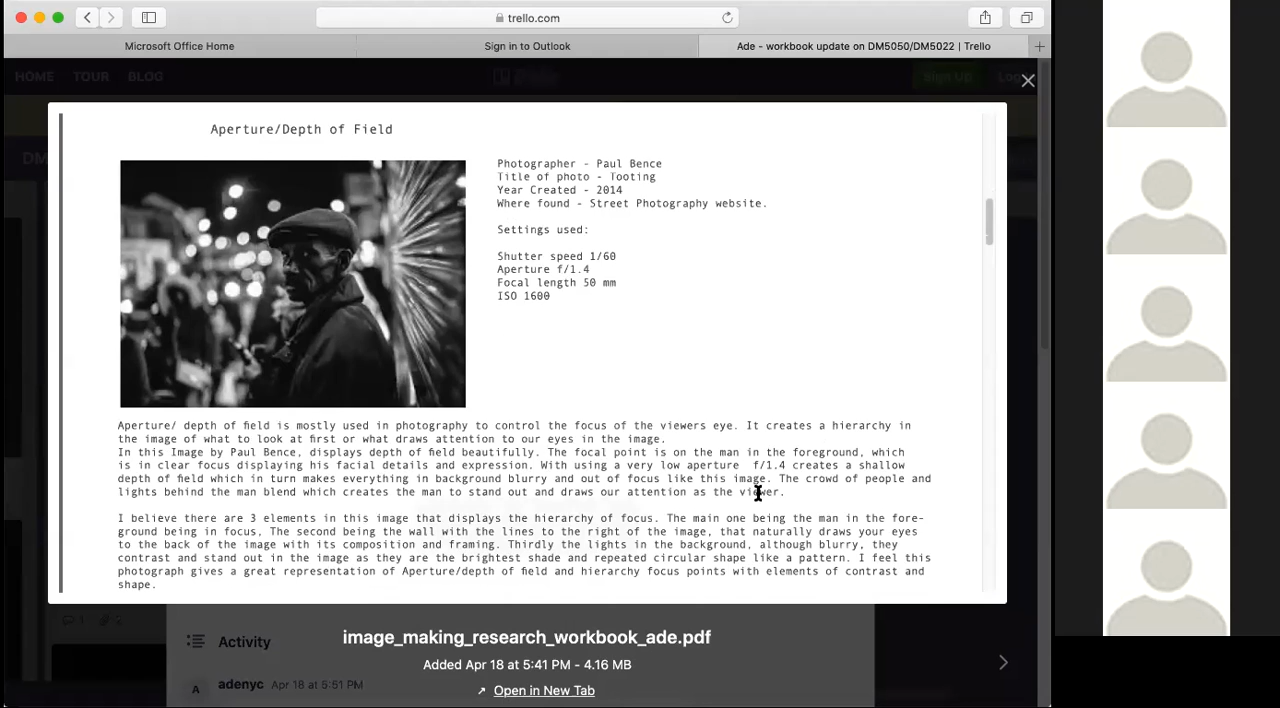 trello.com
Microsoft Office Home
Sign in to Outlook
Ade - workbook update on DM5050/DM5022 | Trello
HOME TOUR BLOG
Sign Up
Aperture/Depth of Field
Photographer - Paul Bence
Title of photo - Tooting
Year Created - 2014
Where found - Street Photography website.
Settings used:
Shutter speed 1/60
Aperture f/1.4
Focal length 50 mm
ISO 1600
Aperture/ depth of field is mostly used in photography to control the focus of the viewers eye. It creates a hierarchy in
the image of what to look at first or what draws attention to our eyes in the image.
In this Image by Paul Bence, displays depth of field beautifully. The focal point is on the man in the foreground, which
is in clear focus displaying his facial details and expression. With using a very low aperture f/1.4 creates a shallow
depth of field which in turn makes everything in background blurry and out of focus like this image. The crowd of people and
lights behind the man blend which creates the man to stand out and draws our attention as the viewer.
I believe there are 3 elements in this image that displays the hierarchy of focus. The main one being the man in the fore-
ground being in focus. The second being the wall with the lines to the right of the image, that naturally draws your eyes
to the back of the image with its composition and framing. Thirdly the lights in the background, although blurry, they
contrast and stand out in the image as they are the brightest shade and repeated circular shape like a pattern. I feel this
photograph gives a great representation of Aperture/depth of field and hierarchy focus points with elements of contrast and
shape.
Activity
image_making_research_workbook_ade.pdf
Added Apr 18 at 5:41 PM - 4.16 MB
A adenyc Apr 18 at 5:51 PM
↗ Open in New Tab